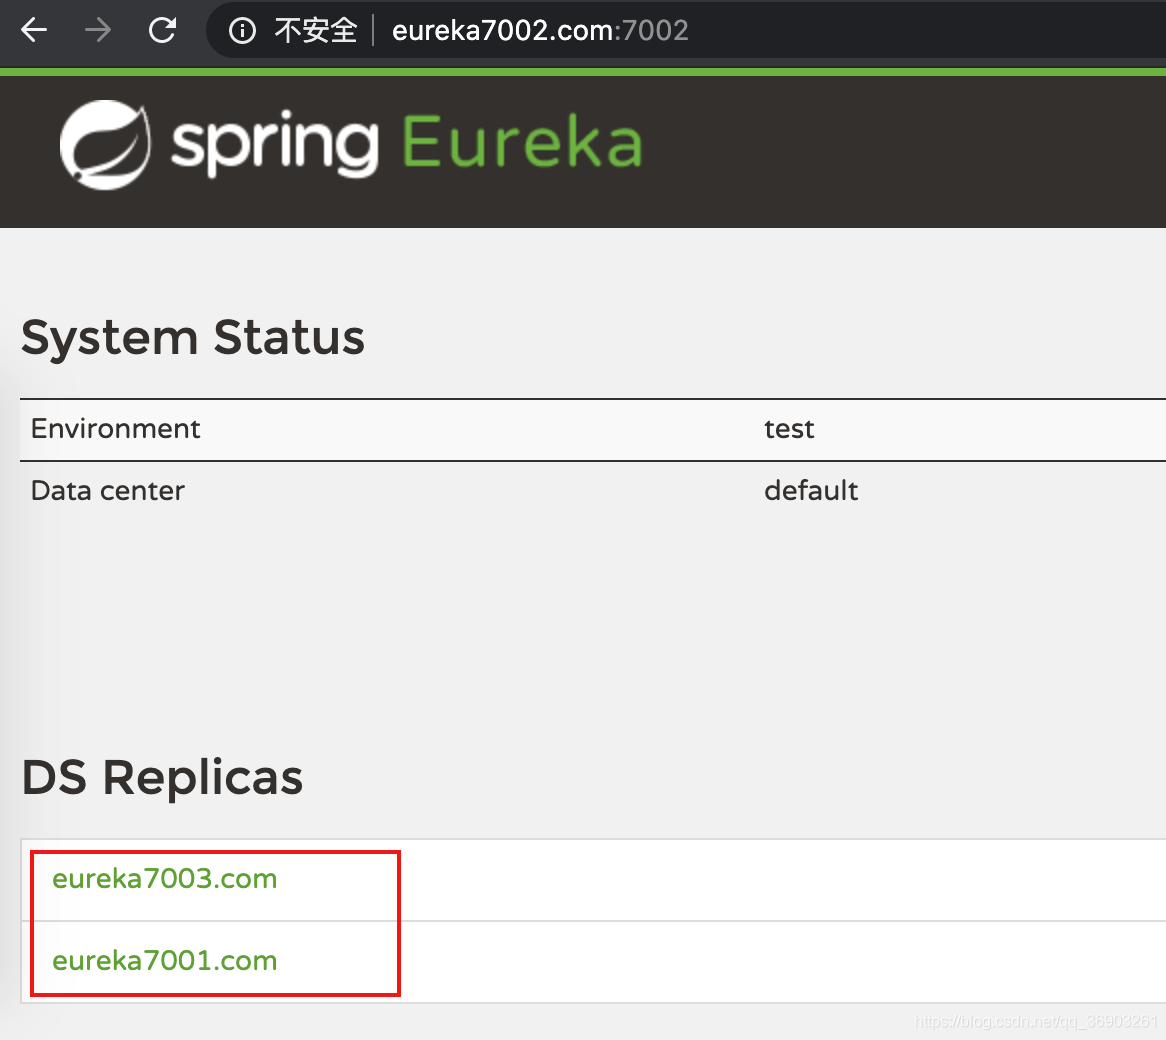 不安全 eureka7002.com:7002
spring Eureka
System Status
Environment test
Data center default
DS Replicas
eureka7003.com
eureka7001.com
https://blog.csdn.net/qq_36903261